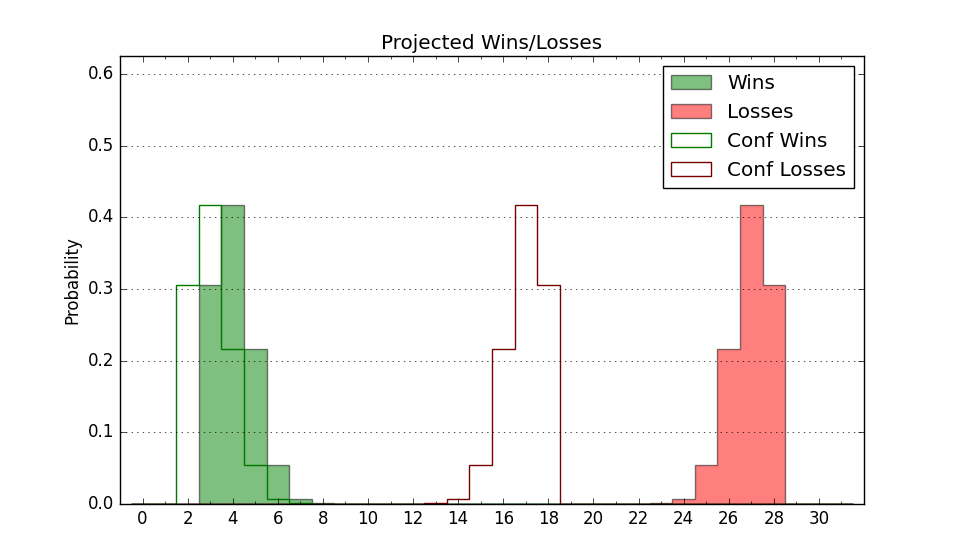 Projected Wins/Losses
0.6
0.5
0.4
0.3
0.2
0.1
0.0
Probability
Wins
Losses
Conf Wins
Conf Losses
0 2 4 6 8 10 12 14 16 18 20 22 24 26 28 30